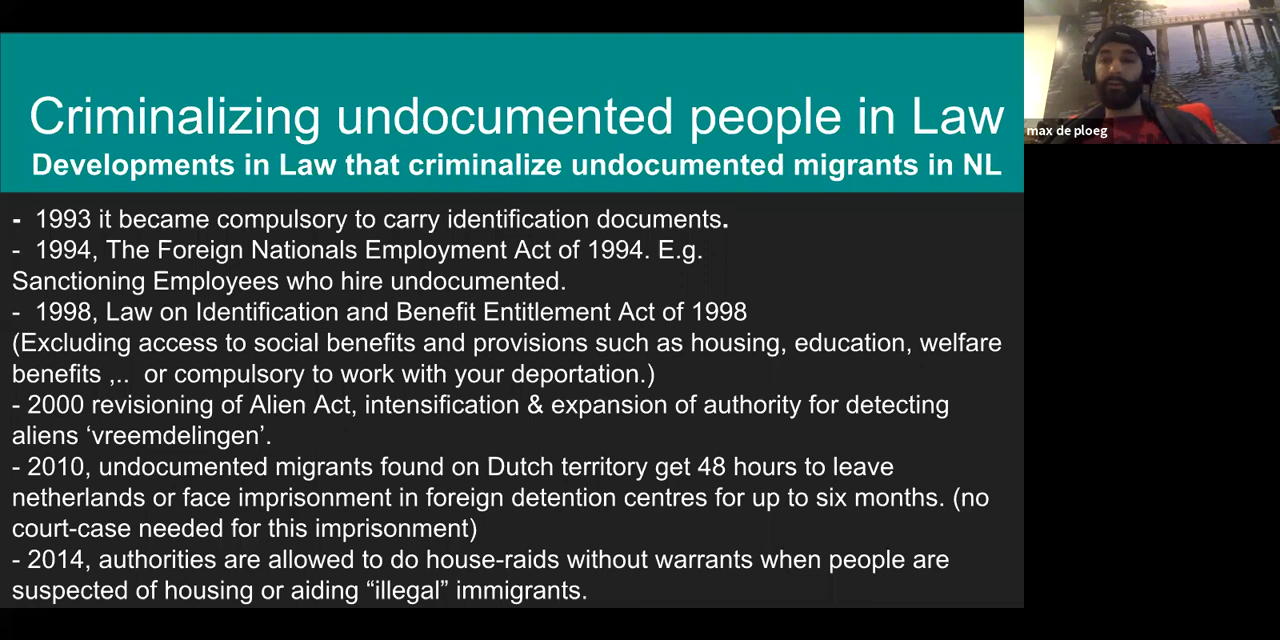 Criminalizing undocumented people in Law
Developments in Law that criminalize undocumented migrants in NL
- 1993 it became compulsory to carry identification documents.
- 1994, The Foreign Nationals Employment Act of 1994. E.g.
Sanctioning Employees who hire undocumented.
- 1998, Law on Identification and Benefit Entitlement Act of 1998
(Excluding access to social benefits and provisions such as housing, education, welfare
benefits ,.. or compulsory to work with your deportation.)
- 2000 revisioning of Alien Act, intensification & expansion of authority for detecting
aliens ‘vreemdelingen’.
- 2010, undocumented migrants found on Dutch territory get 48 hours to leave
netherlands or face imprisonment in foreign detention centres for up to six months. (no
court-case needed for this imprisonment)
- 2014, authorities are allowed to do house-raids without warrants when people are
suspected of housing or aiding “illegal” immigrants.
max de ploeg